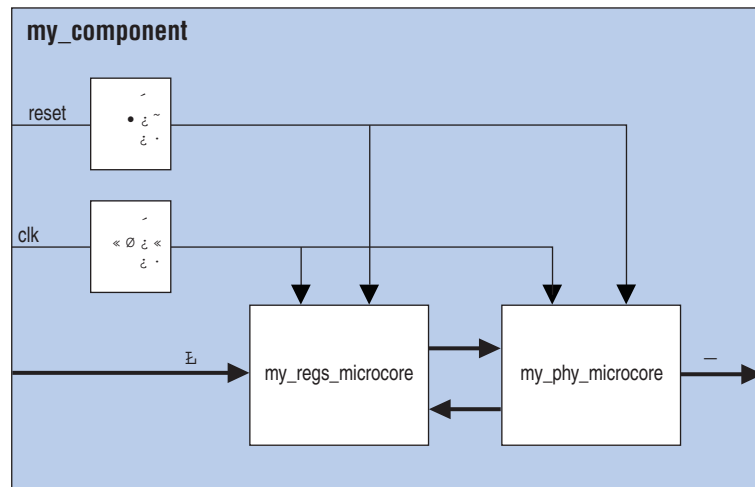 my_component
reset
´
• ¿ ~
¿ ·
clk
´
« Ø ¿ «
¿ ·
Ł
my_regs_microcore
my_phy_microcore
—